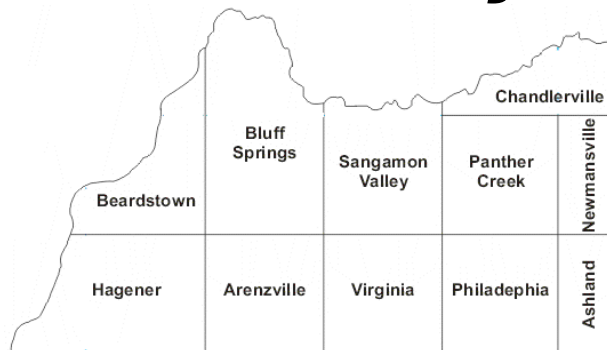 Chandlerville
Bluff
Springs
Sangamon
Valley
Panther
Creek
Newmansville
Beardstown
Hagener
Arenzville
Virginia
Philadephia
Ashland